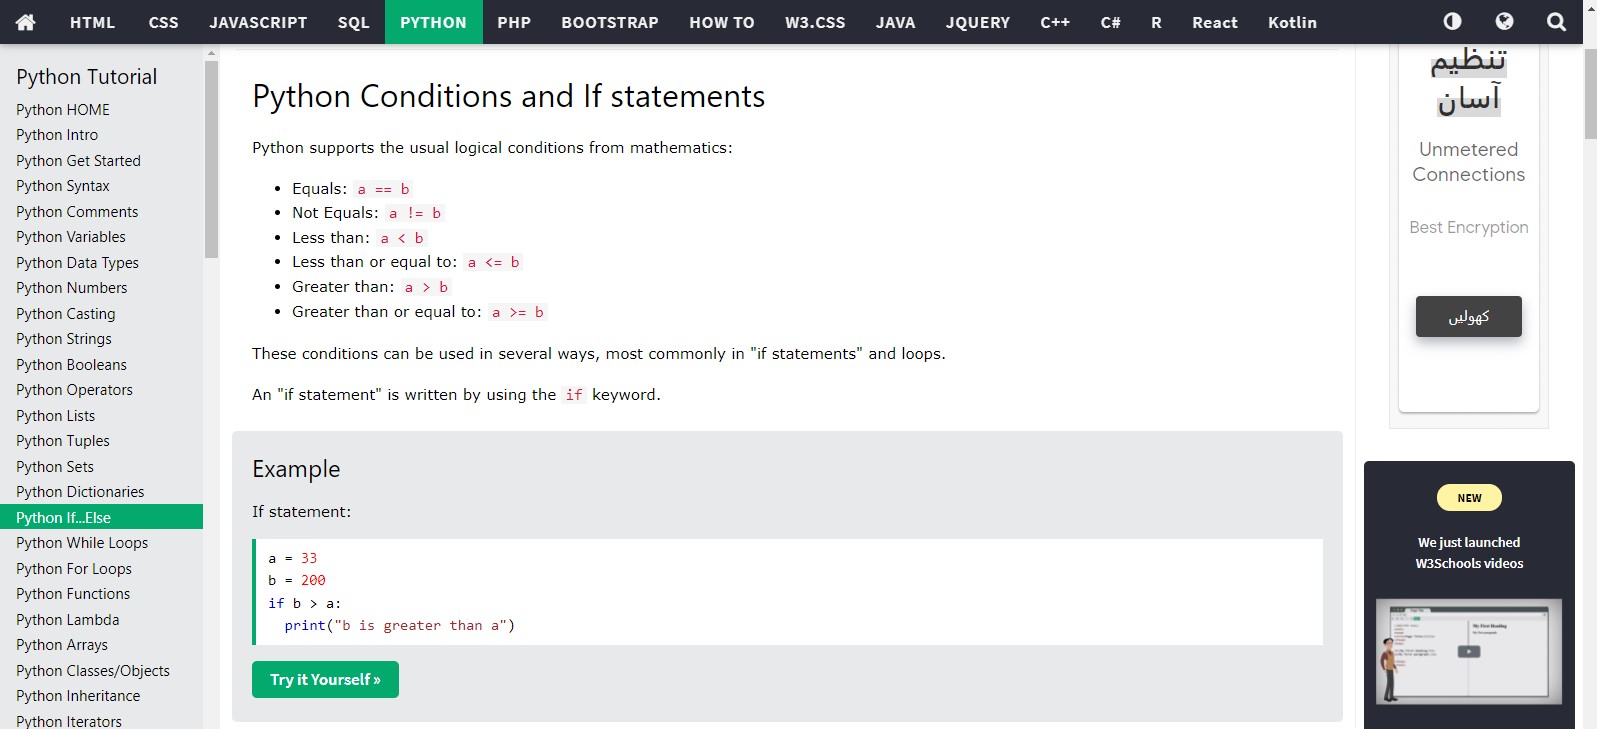 HTML CSS JAVASCRIPT SQL PYTHON PHP BOOTSTRAP HOW TO W3.CSS JAVA JQUERY C++ C# R React Kotlin
Python Tutorial
Python HOME
Python Intro
Python Get Started
Python Syntax
Python Comments
Python Variables
Python Data Types
Python Numbers
Python Casting
Python Strings
Python Booleans
Python Operators
Python Lists
Python Tuples
Python Sets
Python Dictionaries
Python If...Else
Python While Loops
Python For Loops
Python Functions
Python Lambda
Python Arrays
Python Classes/Objects
Python Inheritance
Python Iterators
Python Conditions and If statements
Python supports the usual logical conditions from mathematics:
• Equals: a == b
• Not Equals: a != b
• Less than: a < b
• Less than or equal to: a <= b
• Greater than: a > b
• Greater than or equal to: a >= b
These conditions can be used in several ways, most commonly in "if statements" and loops.
An "if statement" is written by using the if keyword.
Example
If statement:
a = 33
b = 200
if b > a:
  print("b is greater than a")
Try it Yourself »
تنظیم
آسان
Unmetered
Connections
Best Encryption
کھولیں
NEW
We just launched
W3Schools videos
My First Heading